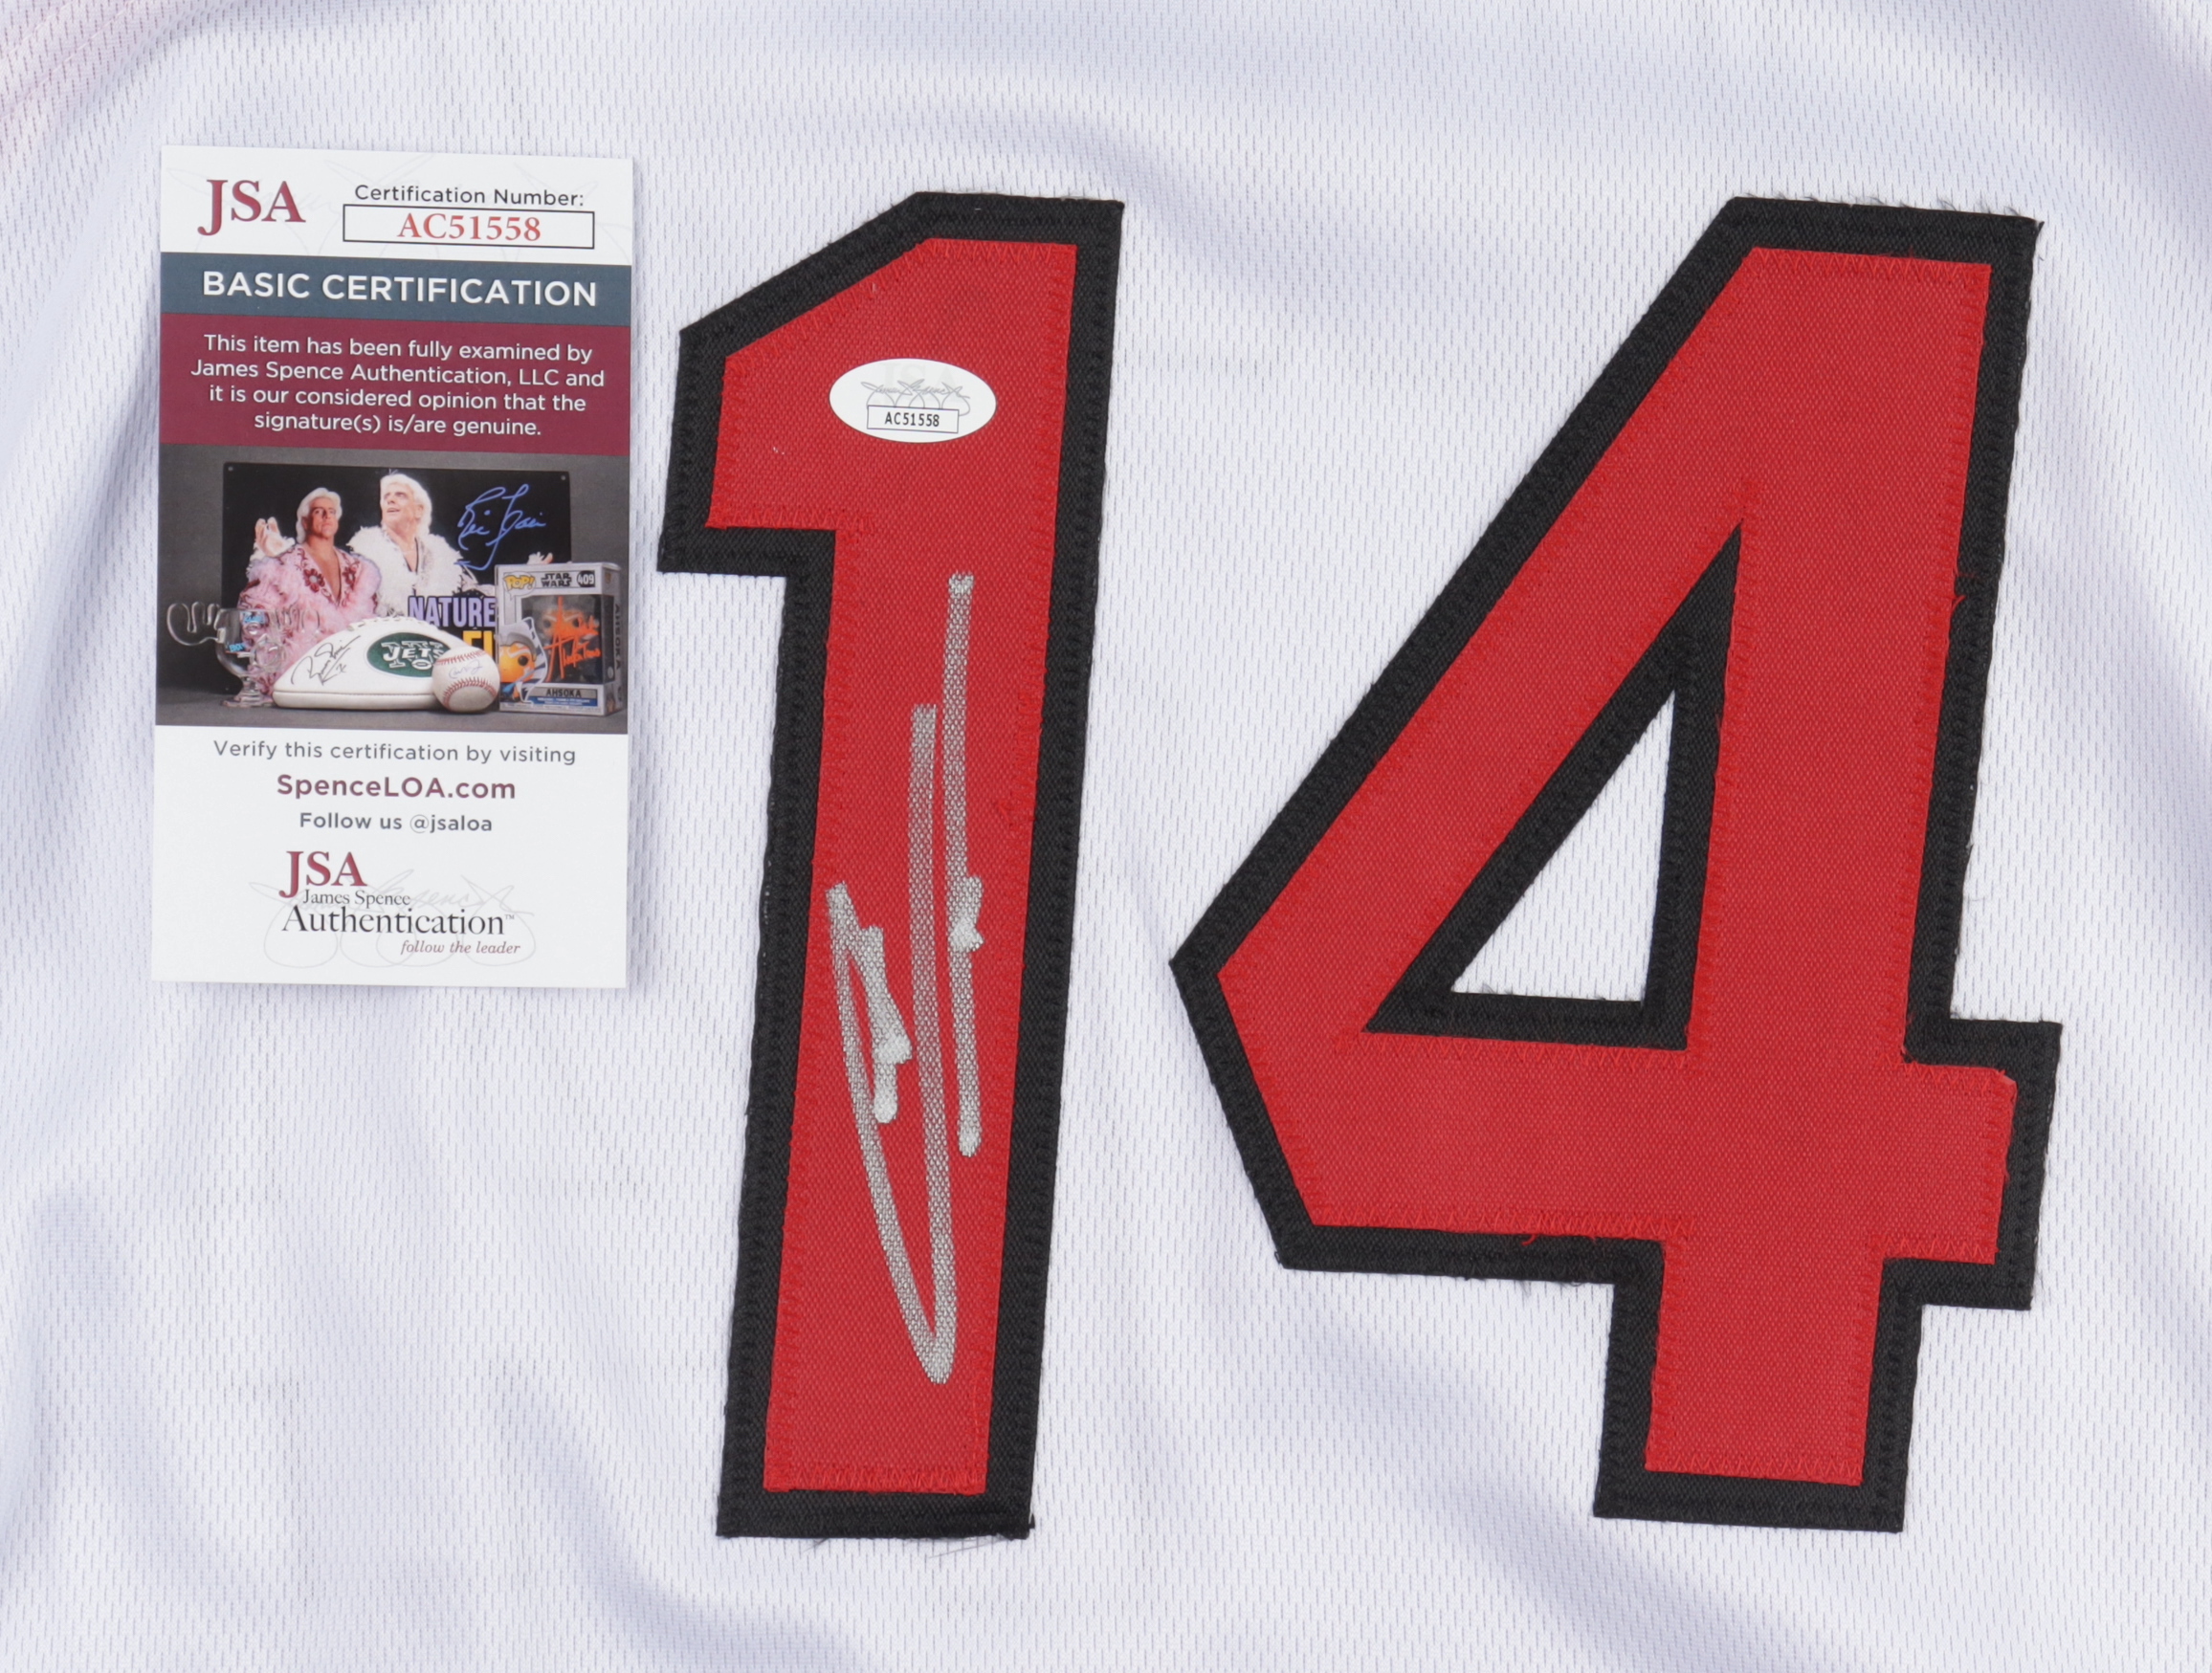 JSA
Certification Number:
AC51558
BASIC CERTIFICATION
This item has been fully examined by
James Spence Authentication, LLC and
it is our considered opinion that the
signature(s) is/are genuine.
POP! STAR WARS 409
NATURE
JETS
AHSOKA
Verify this certification by visiting
SpenceLOA.com
Follow us @jsaloa
JSA
James Spence
Authentication™
follow the leader
AC51558
14